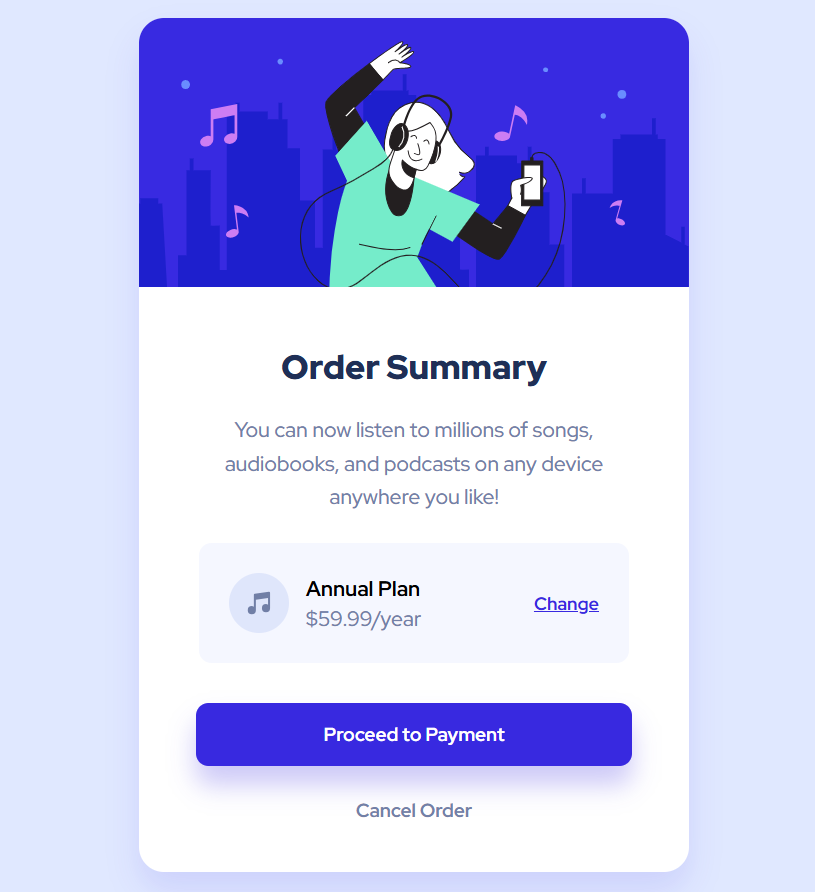 Order Summary
You can now listen to millions of songs,
audiobooks, and podcasts on any device
anywhere you like!
Annual Plan
$59.99/year
Change
Proceed to Payment
Cancel Order